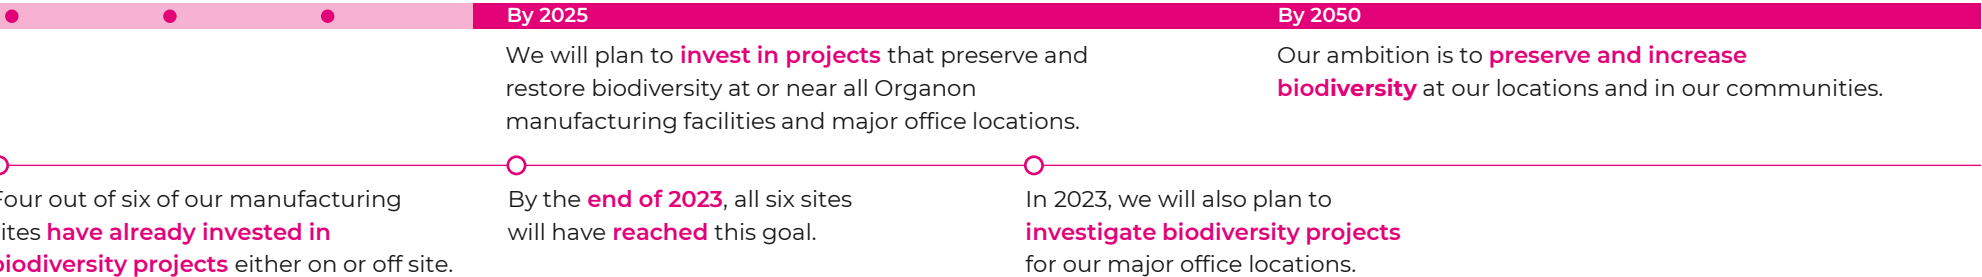 By 2025
We will plan to invest in projects that preserve and
restore biodiversity at or near all Organon
manufacturing facilities and major office locations.
By 2050
Our ambition is to preserve and increase
biodiversity at our locations and in our communities.
Four out of six of our manufacturing
sites have already invested in
biodiversity projects either on or off site.
By the end of 2023, all six sites
will have reached this goal.
In 2023, we will also plan to
investigate biodiversity projects
for our major office locations.